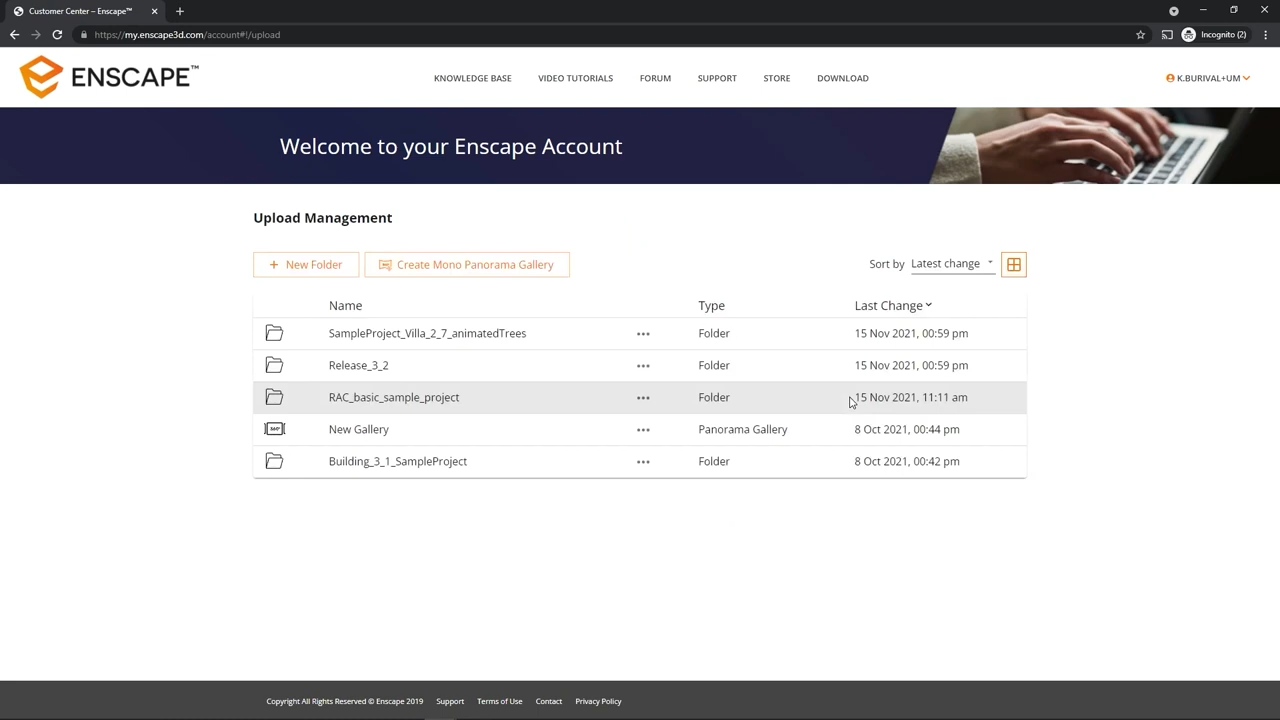 Customer Center – Enscape™
https://my.enscape3d.com/account#!/upload
Incognito (2)
ENSCAPE™
KNOWLEDGE BASE
VIDEO TUTORIALS
FORUM
SUPPORT
STORE
DOWNLOAD
K.BURIVAL+UM
Welcome to your Enscape Account
Upload Management
+ New Folder
360° Create Mono Panorama Gallery
Sort by Latest change
Name Type Last Change
SampleProject_Villa_2_7_animatedTrees ••• Folder 15 Nov 2021, 00:59 pm
Release_3_2 ••• Folder 15 Nov 2021, 00:59 pm
RAC_basic_sample_project ••• Folder 15 Nov 2021, 11:11 am
360° New Gallery ••• Panorama Gallery 8 Oct 2021, 00:44 pm
Building_3_1_SampleProject ••• Folder 8 Oct 2021, 00:42 pm
Copyright All Rights Reserved © Enscape 2019 Support Terms of Use Contact Privacy Policy